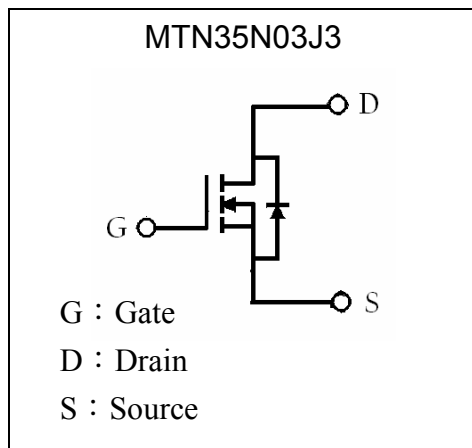 MTN35N03J3
D
G
S
G：Gate
D：Drain
S：Source